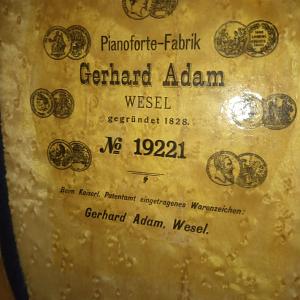 Pianoforte-Fabrik
Gerhard Adam
WESEL
gegründet 1828.
№ 19221
Beim Kaiserl. Patentamt eingetragenes Warenzeichen:
Gerhard Adam, Wesel.